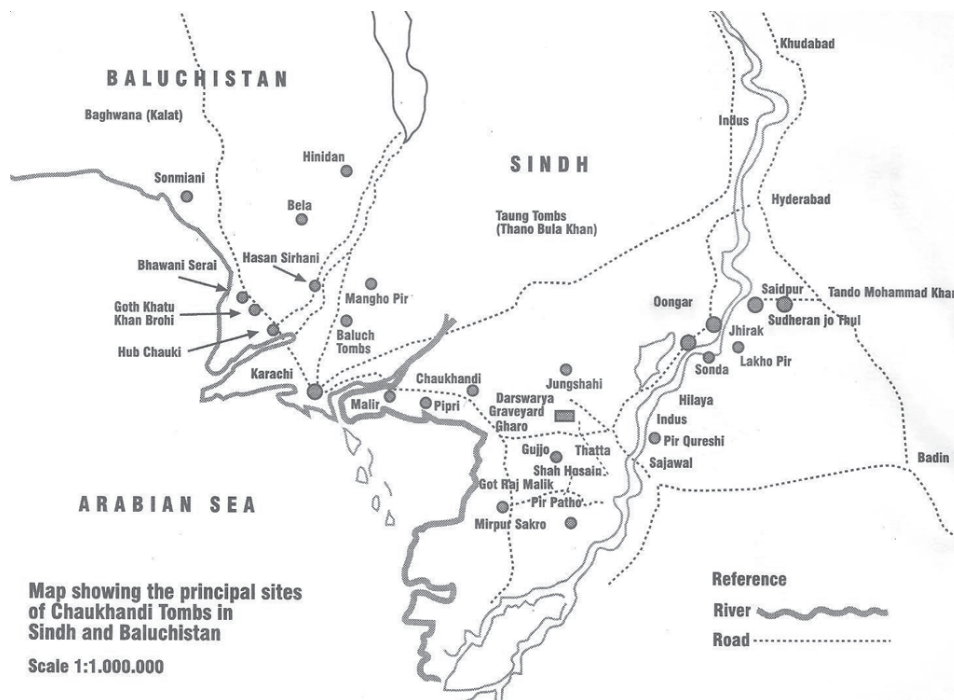 Khudabad
BALUCHISTAN
Baghwana (Kalat)
Indus
Hinidan
SINDH
Sonmiani
Bela
Hyderabad
Taung Tombs
(Thano Bula Khan)
Hasan Sirhani
Bhawani Serai
Mangho Pir
Saidpur
Tando Mohammad Khan
Oongar
Goth Khatu
Khan Brohi
Sudheran jo Thul
Baluch
Tombs
Jhirak
Hub Chauki
Lakho Pir
Sonda
Karachi
Chaukhandi
Jungshahi
Malir
Pipri
Darswarya
Graveyard
Gharo
Hilaya
Indus
Pir Qureshi
Gujjo
Thatta
Badin
Shah Hosain
Sajawal
Got Raj Malik
ARABIAN SEA
Pir Patho
Mirpur Sakro
Map showing the principal sites
of Chaukhandi Tombs in
Sindh and Baluchistan
Scale 1:1.000.000
Reference
River
Road